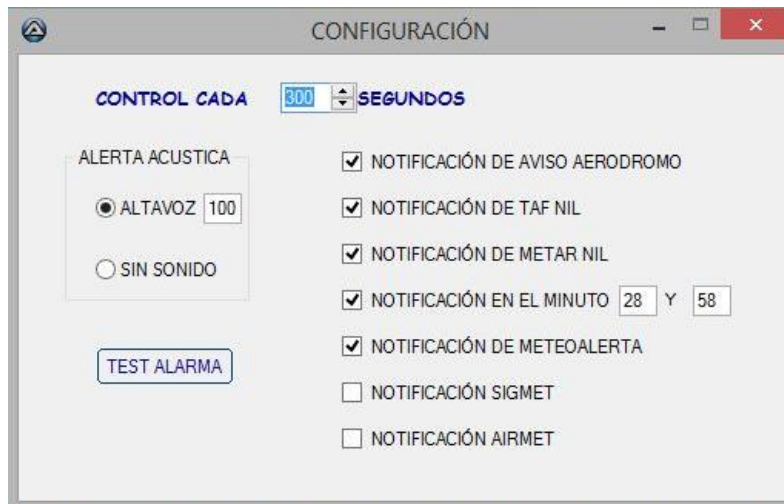 CONFIGURACIÓN
CONTROL CADA 300 SEGUNDOS
ALERTA ACUSTICA
ALTAVOZ 100
SIN SONIDO
TEST ALARMA
NOTIFICACIÓN DE AVISO AERODROMO
NOTIFICACIÓN DE TAF NIL
NOTIFICACIÓN DE METAR NIL
NOTIFICACIÓN EN EL MINUTO 28 Y 58
NOTIFICACIÓN DE METEOALERTA
NOTIFICACIÓN SIGMET
NOTIFICACIÓN AIRMET